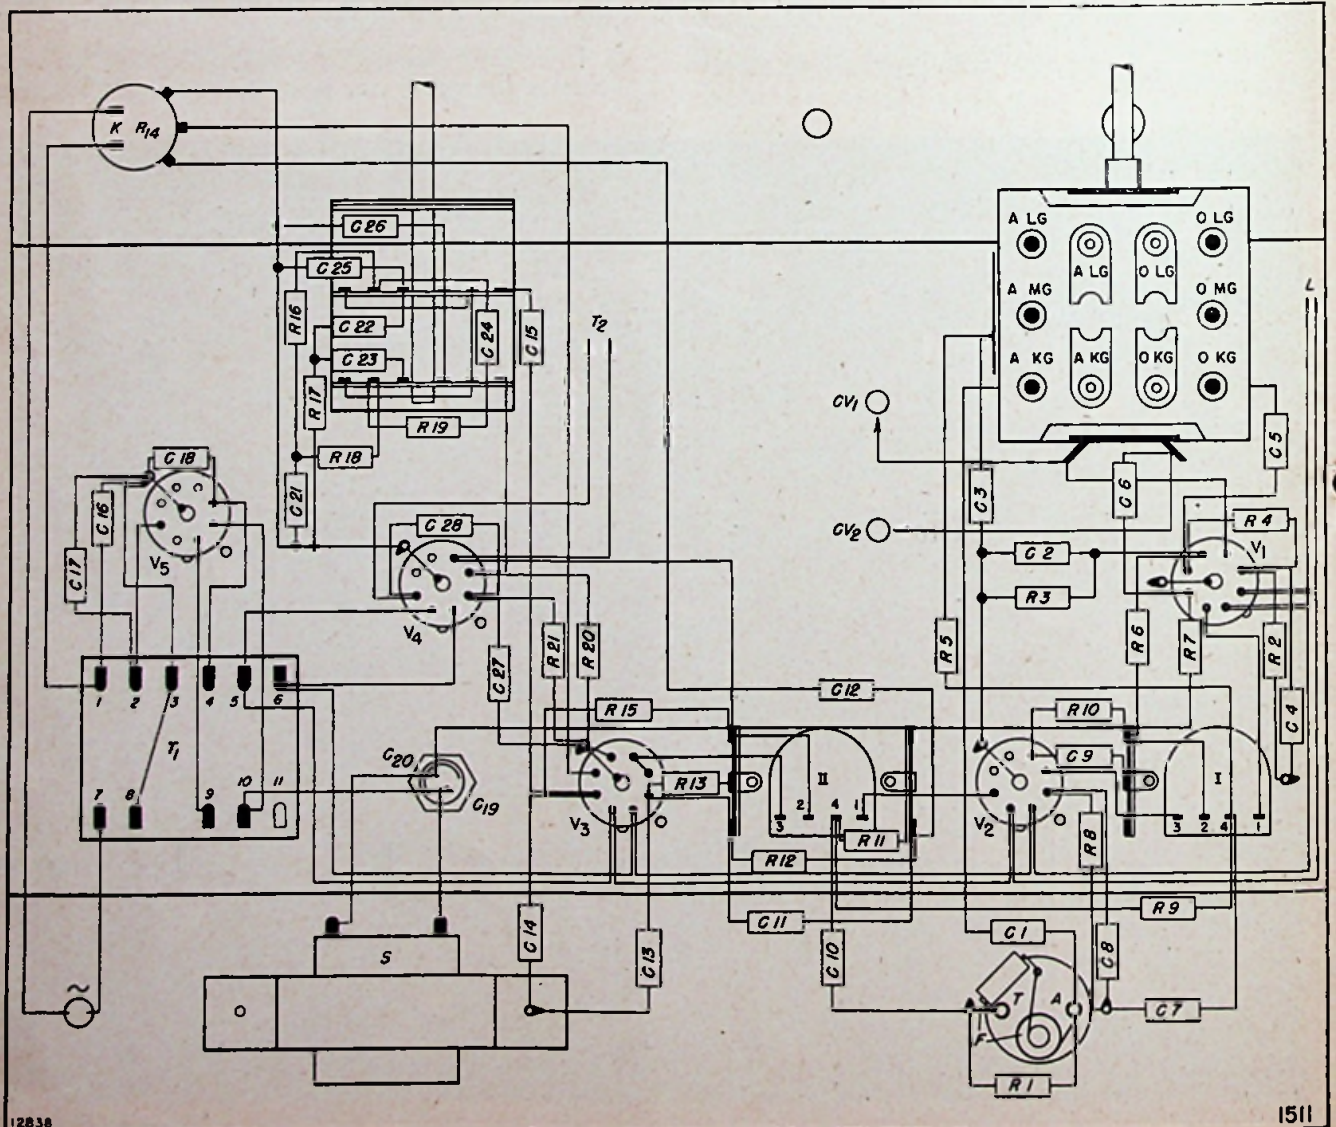 K R14
C 26
C 25
R16
C 22
C 24
C15
C 23
R 17
R19
R 18
C 21
T2
A LG
O LG
A LG
O LG
A MG
O MG
A KG
A KG
O KG
O KG
L
CV1
CV2
C 18
C 16
C 17
V5
C 28
V4
C 3
C 6
C 5
R 4
V1
C 2
R 3
R 5
R 6
R 7
R 2
C 4
R 21
R 20
C 27
1
2
3
4
5
6
T1
7
8
9
10
11
C20
C19
R 15
C 12
R 10
C 9
R 13
V3
II
3
2
4
1
R 11
R 12
V2
R 8
I
3
2
4
1
C 14
C 13
C 11
C 10
R 9
C 1
C 8
C 7
S
~
T
A
F
R 1
12838
1511